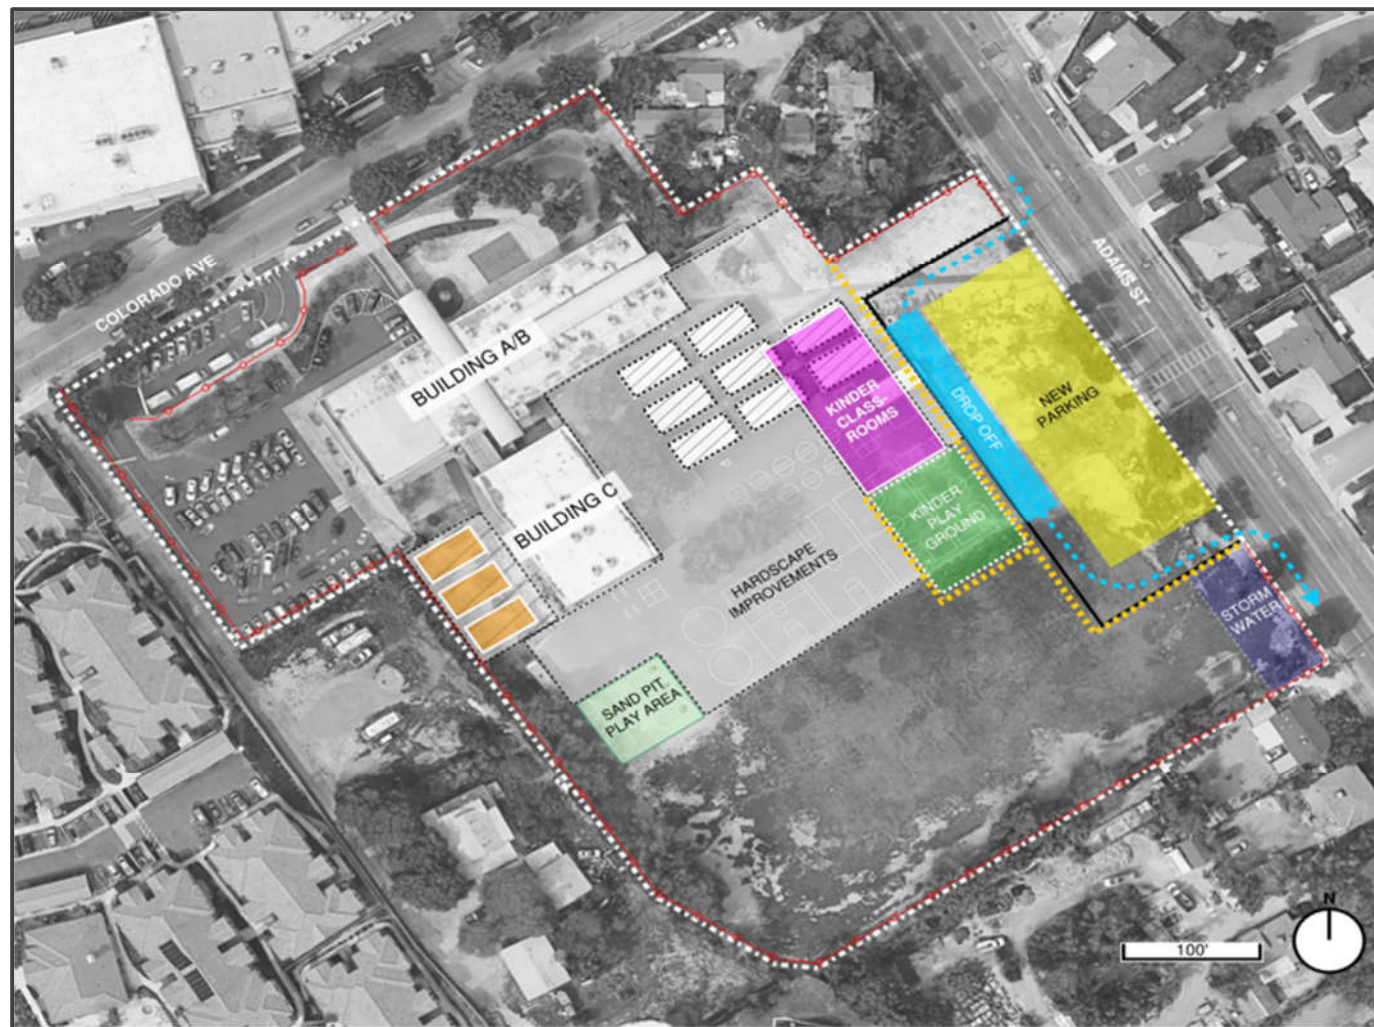 COLORADO AVE
ADAMS ST
BUILDING A/B
BUILDING C
KINDER
CLASS-
ROOMS
DROP OFF
NEW
PARKING
KINDER
PLAY
GROUND
HARDSCAPE
IMPROVEMENTS
STORM
WATER
SAND PIT
PLAY AREA
N
100'